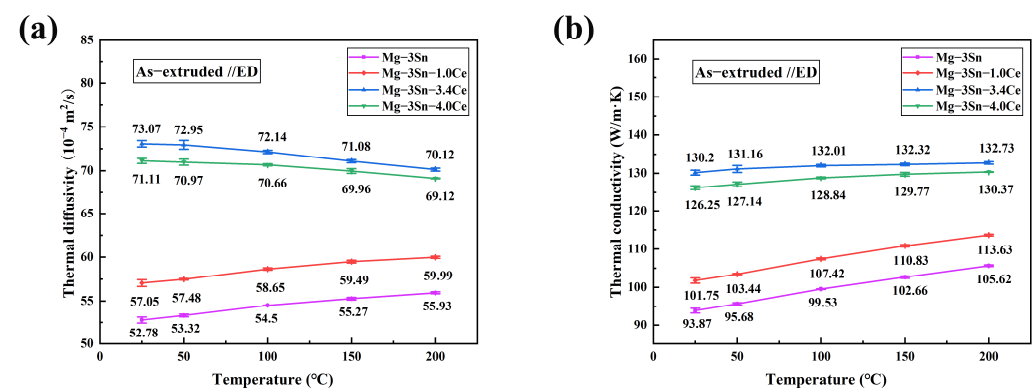 (a)
85
80
75
70
65
60
55
50
Thermal diffusivity (10⁻⁴ m²/s)
As−extruded //ED
Mg−3Sn
Mg−3Sn−1.0Ce
Mg−3Sn−3.4Ce
Mg−3Sn−4.0Ce
73.07 72.95 72.14 71.08 70.12
71.11 70.97 70.66 69.96 69.12
57.05 57.48 58.65 59.49 59.99
52.78 53.32 54.5 55.27 55.93
0 50 100 150 200
Temperature (℃)
(b)
160
150
140
130
120
110
100
90
Thermal conductivity (W/m·K)
As−extruded //ED
Mg−3Sn
Mg−3Sn−1.0Ce
Mg−3Sn−3.4Ce
Mg−3Sn−4.0Ce
130.2 131.16 132.01 132.32 132.73
126.25 127.14 128.84 129.77 130.37
101.75 103.44 107.42 110.83 113.63
93.87 95.68 99.53 102.66 105.62
0 50 100 150 200
Temperature (℃)